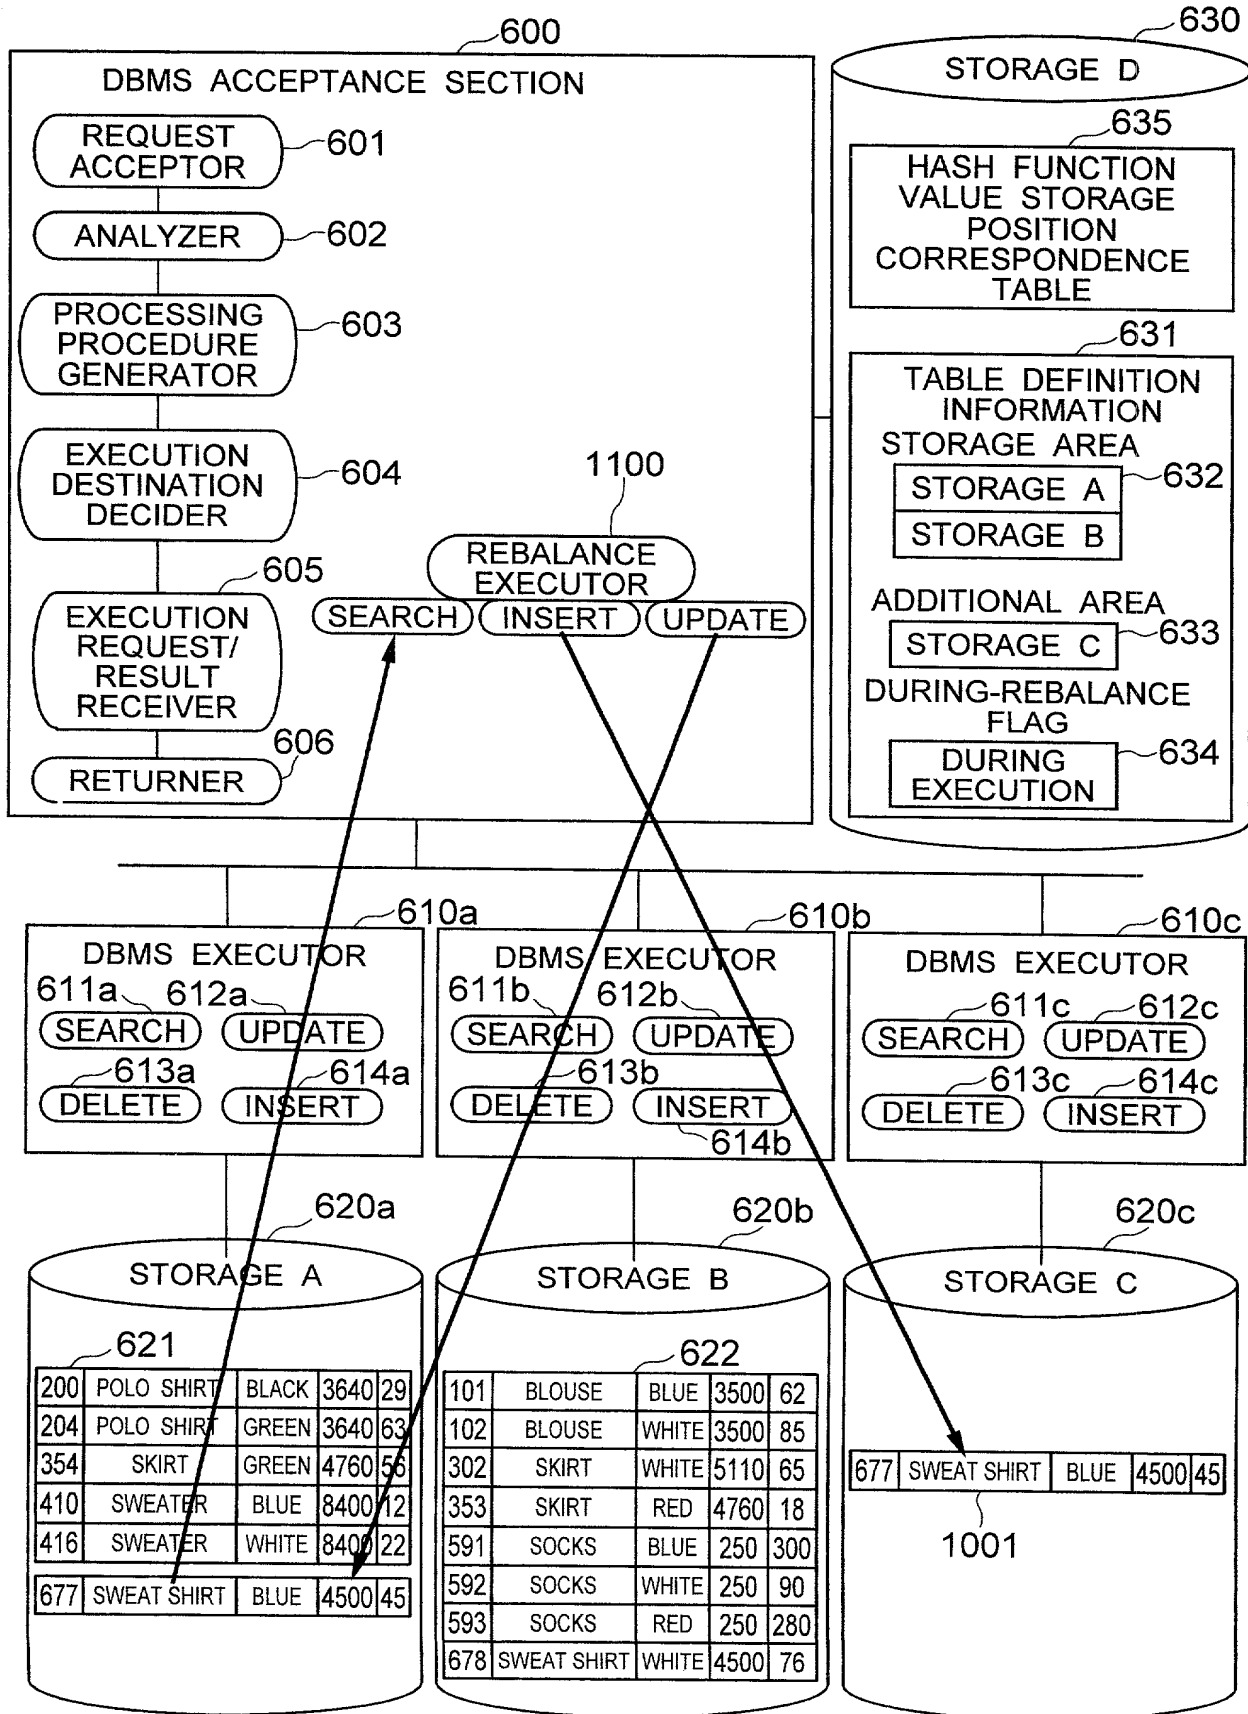 600
DBMS ACCEPTANCE SECTION
REQUEST
ACCEPTOR
601
ANALYZER
602
PROCESSING
PROCEDURE
GENERATOR
603
EXECUTION
DESTINATION
DECIDER
604
605
EXECUTION
REQUEST/
RESULT
RECEIVER
606
RETURNER
1100
REBALANCE
EXECUTOR
SEARCH INSERT UPDATE
630
STORAGE D
635
HASH FUNCTION
VALUE STORAGE
POSITION
CORRESPONDENCE
TABLE
631
TABLE DEFINITION
INFORMATION
STORAGE AREA
STORAGE A
632
STORAGE B
ADDITIONAL AREA
STORAGE C
633
DURING-REBALANCE
FLAG
DURING
EXECUTION
634
610a
DBMS EXECUTOR
611a 612a
SEARCH UPDATE
613a 614a
DELETE INSERT
610b
DBMS EXECUTOR
611b 612b
SEARCH UPDATE
613b
DELETE INSERT
614b
610c
DBMS EXECUTOR
611c 612c
SEARCH UPDATE
613c 614c
DELETE INSERT
620a
STORAGE A
621
200 POLO SHIRT BLACK 3640 29
204 POLO SHIRT GREEN 3640 63
354 SKIRT GREEN 4760 56
410 SWEATER BLUE 8400 12
416 SWEATER WHITE 8400 22
677 SWEAT SHIRT BLUE 4500 45
620b
STORAGE B
622
101 BLOUSE BLUE 3500 62
102 BLOUSE WHITE 3500 85
302 SKIRT WHITE 5110 65
353 SKIRT RED 4760 18
591 SOCKS BLUE 250 300
592 SOCKS WHITE 250 90
593 SOCKS RED 250 280
678 SWEAT SHIRT WHITE 4500 76
620c
STORAGE C
677 SWEAT SHIRT BLUE 4500 45
1001